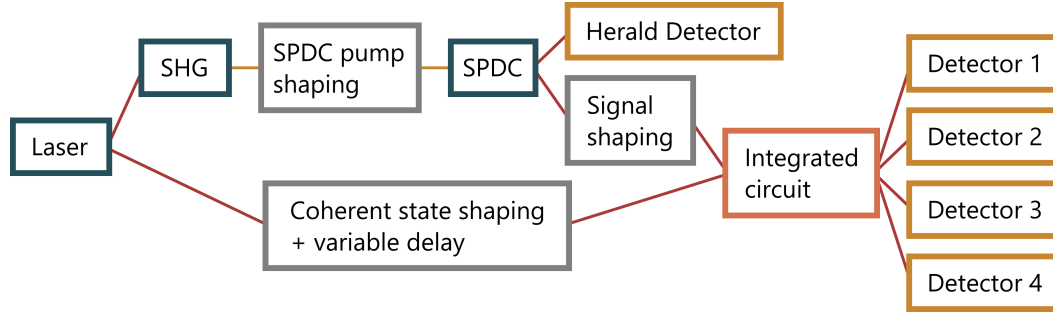 Laser
SHG
SPDC pump
shaping
SPDC
Herald Detector
Signal
shaping
Coherent state shaping
+ variable delay
Integrated
circuit
Detector 1
Detector 2
Detector 3
Detector 4